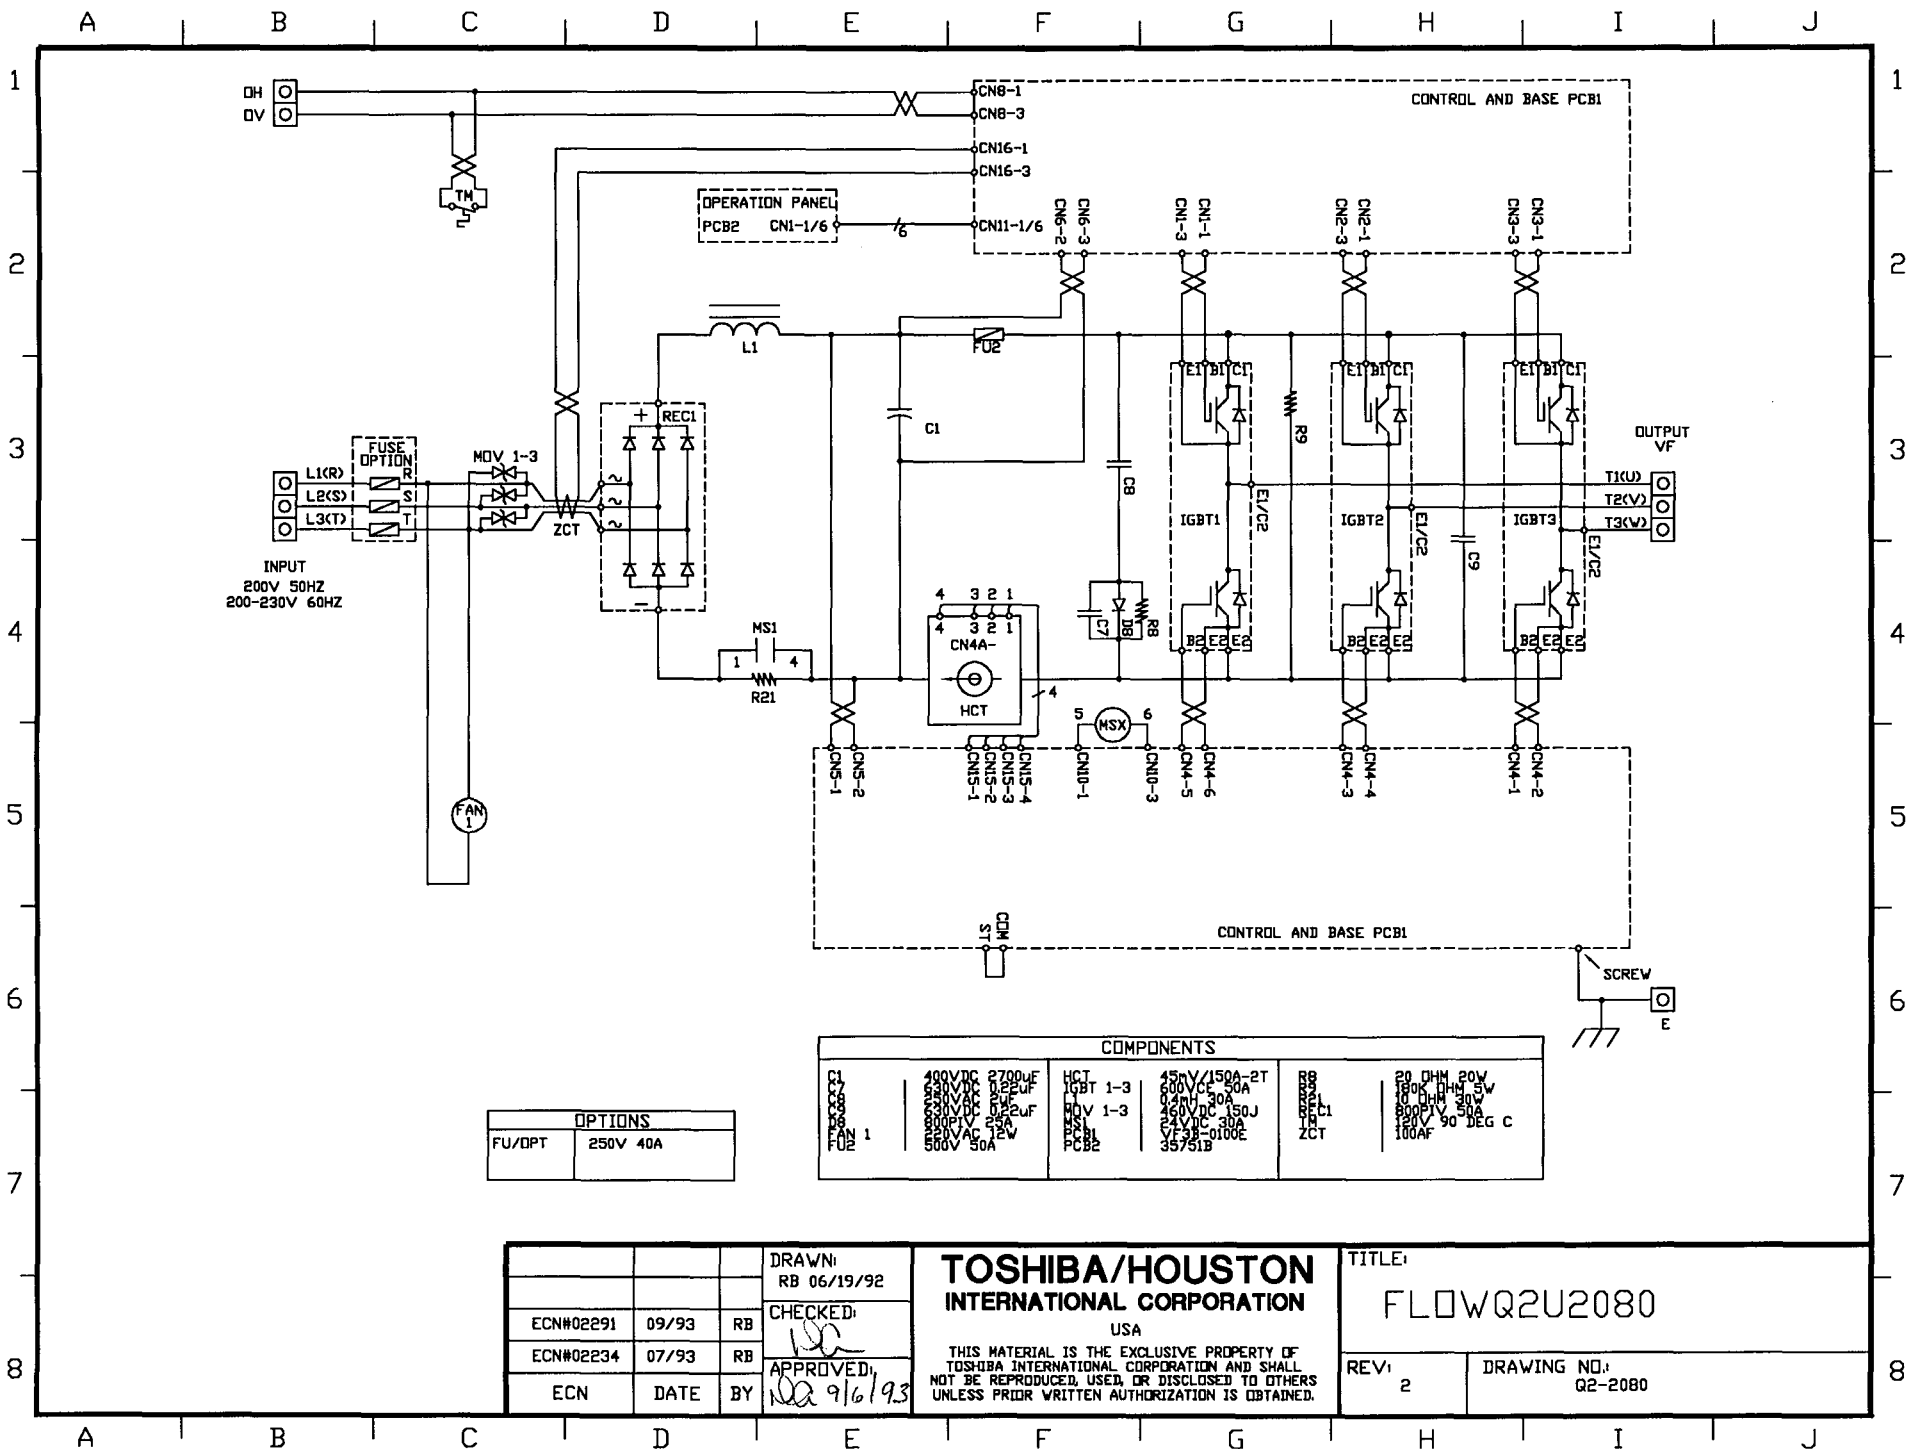 A B C D E F G H I J
1 1
2 2
3 3
4 4
5 5
6 6
7 7
8 8
OH
OV
TM
CN8-1
CN8-3
CN16-1
CN16-3
CN11-1/6
CONTROL AND BASE PCB1
OPERATION PANEL
PCB2 CN1-1/6
6
CN6-2 CN6-3 CN1-3 CN1-1 CN2-3 CN2-1 CN3-3 CN3-1
L1
FU2
C1
+ REC1
-
FUSE
OPTION
MOV 1-3
L1(R) R
L2(S) S
L3(T) T
ZCT
INPUT
200V 50HZ
200-230V 60HZ
E1 B1 C1
E1 B1 C1
E1 B1 C1
R9
C8
IGBT1 E1/C2
IGBT2 E1/C2
C9
IGBT3 E1/C2
OUTPUT
VF
T1(U)
T2(V)
T3(W)
C7 D8 R8
B2 E2 E2
B2 E2 E2
B2 E2 E2
MS1
1 4
R21
4 3 2 1
4 3 2 1
CN4A-
HCT
4
5 MSX 6
CN5-1 CN5-2 CN15-1 CN15-2 CN15-3 CN15-4 CN10-1 CN10-3 CN4-5 CN4-6 CN4-3 CN4-4 CN4-1 CN4-2
FAN
1
ST COM
CONTROL AND BASE PCB1
SCREW
E
COMPONENTS
C1 400VDC 2700uF HCT 45mV/150A-2T R8 20 OHM 20W
C7 630VDC 0.22uF IGBT 1-3 600VCE 50A R9 180K OHM 5W
C8 250VAC 2uF L1 0.4mH 30A R21 10 OHM 30W
C9 630VDC 0.22uF MOV 1-3 460VDC 150J REC1 800PIV 50A
D8 800PIV 25A MS1 24VDC 30A TM 120V 90 DEG C
FAN 1 220VAC 12W PCB1 VF3B-0100E ZCT 100AF
FU2 500V 50A PCB2 35751B
OPTIONS
FU/OPT 250V 40A
ECN#02291 09/93 RB
ECN#02234 07/93 RB
ECN DATE BY
DRAWN:
RB 06/19/92
CHECKED:
APPROVED:
9/6/93
TOSHIBA/HOUSTON
INTERNATIONAL CORPORATION
USA
THIS MATERIAL IS THE EXCLUSIVE PROPERTY OF
TOSHIBA INTERNATIONAL CORPORATION AND SHALL
NOT BE REPRODUCED, USED, OR DISCLOSED TO OTHERS
UNLESS PRIOR WRITTEN AUTHORIZATION IS OBTAINED.
TITLE:
FLOWQ2U2080
REV:
2
DRAWING NO.:
Q2-2080
A B C D E F G H I J